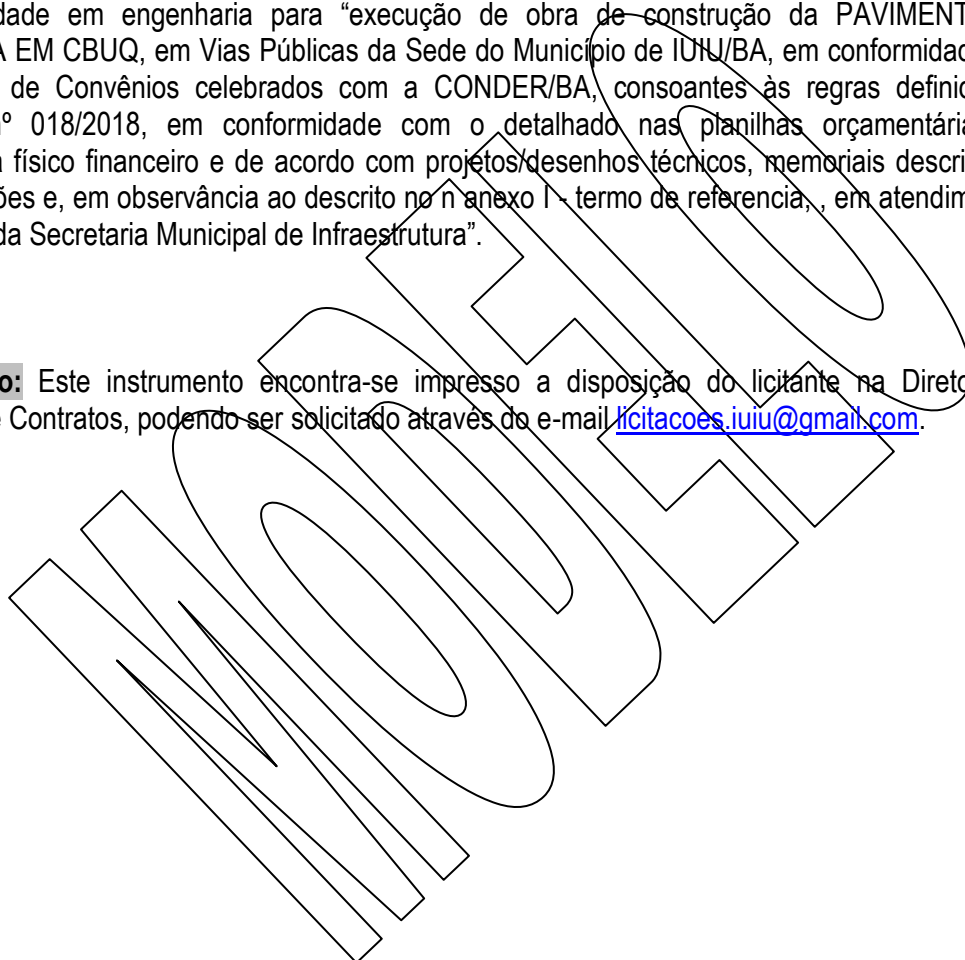 dade em engenharia para “execução de obra de construção da PAVIMENT
A EM CBUQ, em Vias Públicas da Sede do Município de IUIU/BA, em conformidad
de Convênios celebrados com a CONDER/BA, consoantes às regras definid
nº 018/2018, em conformidade com o detalhado nas planilhas orçamentária
a físico financeiro e de acordo com projetos/desenhos técnicos, memoriais descri
ões e, em observância ao descrito no n anexo I - termo de referencia, , em atendim
da Secretaria Municipal de Infraestrutura”.
o: Este instrumento encontra-se impresso a disposição do licitante na Direto
e Contratos, podendo ser solicitado através do e-mail licitacoes.iuiu@gmail.com.
MODELO